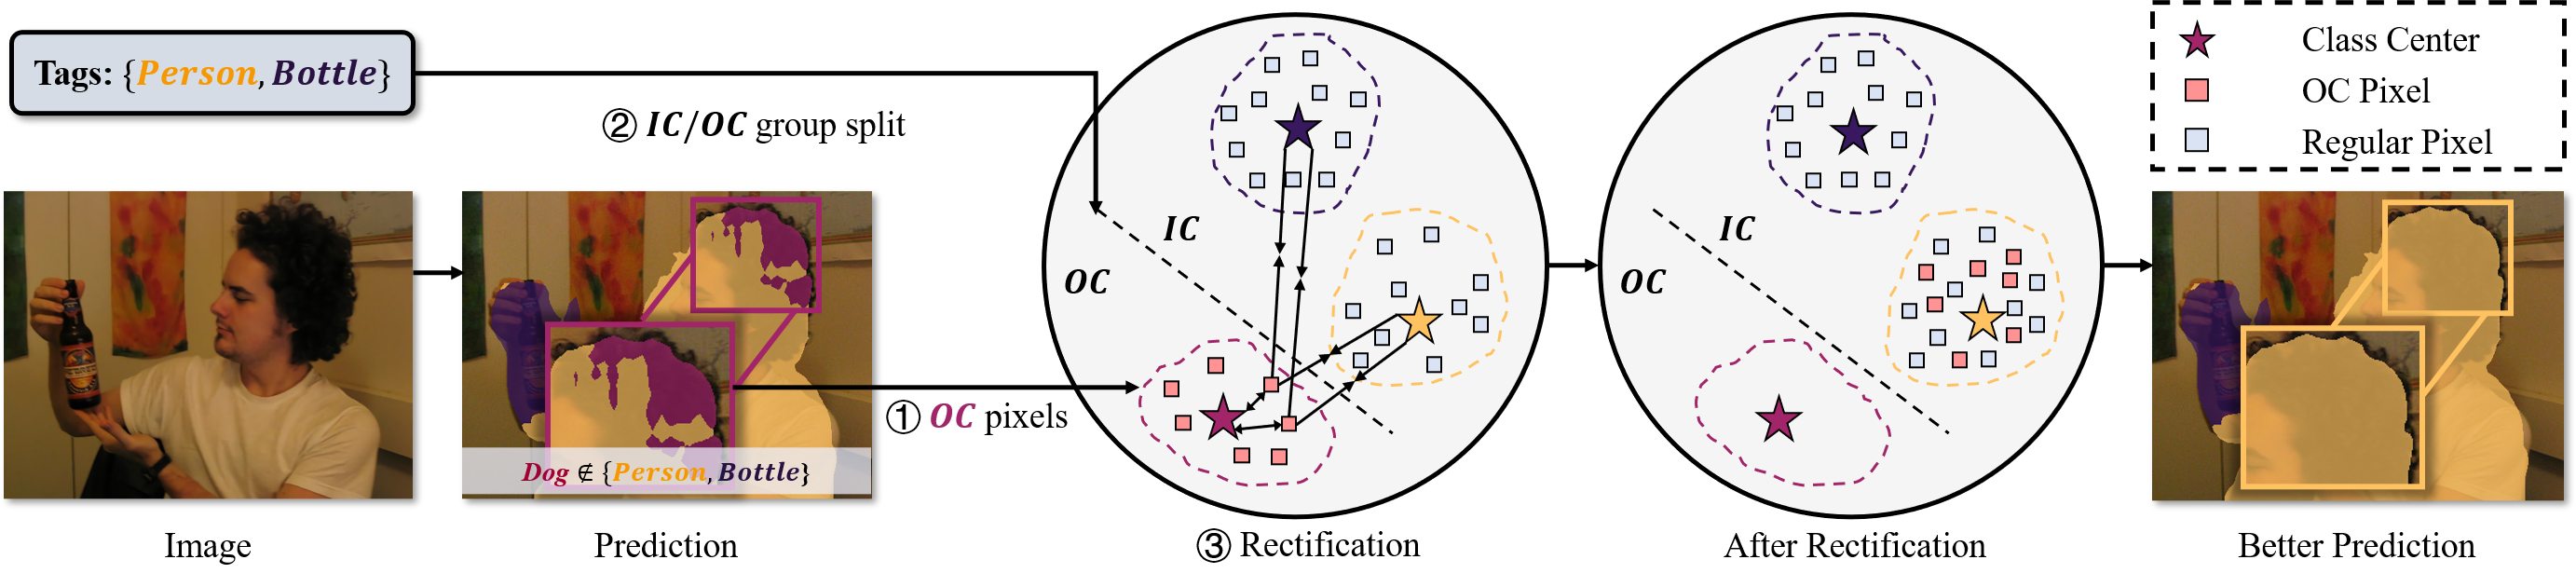 Tags: {Person, Bottle}
② IC/OC group split
① OC pixels
Dog ∉ {Person, Bottle}
IC
OC
IC
OC
Class Center
OC Pixel
Regular Pixel
Image
Prediction
③ Rectification
After Rectification
Better Prediction